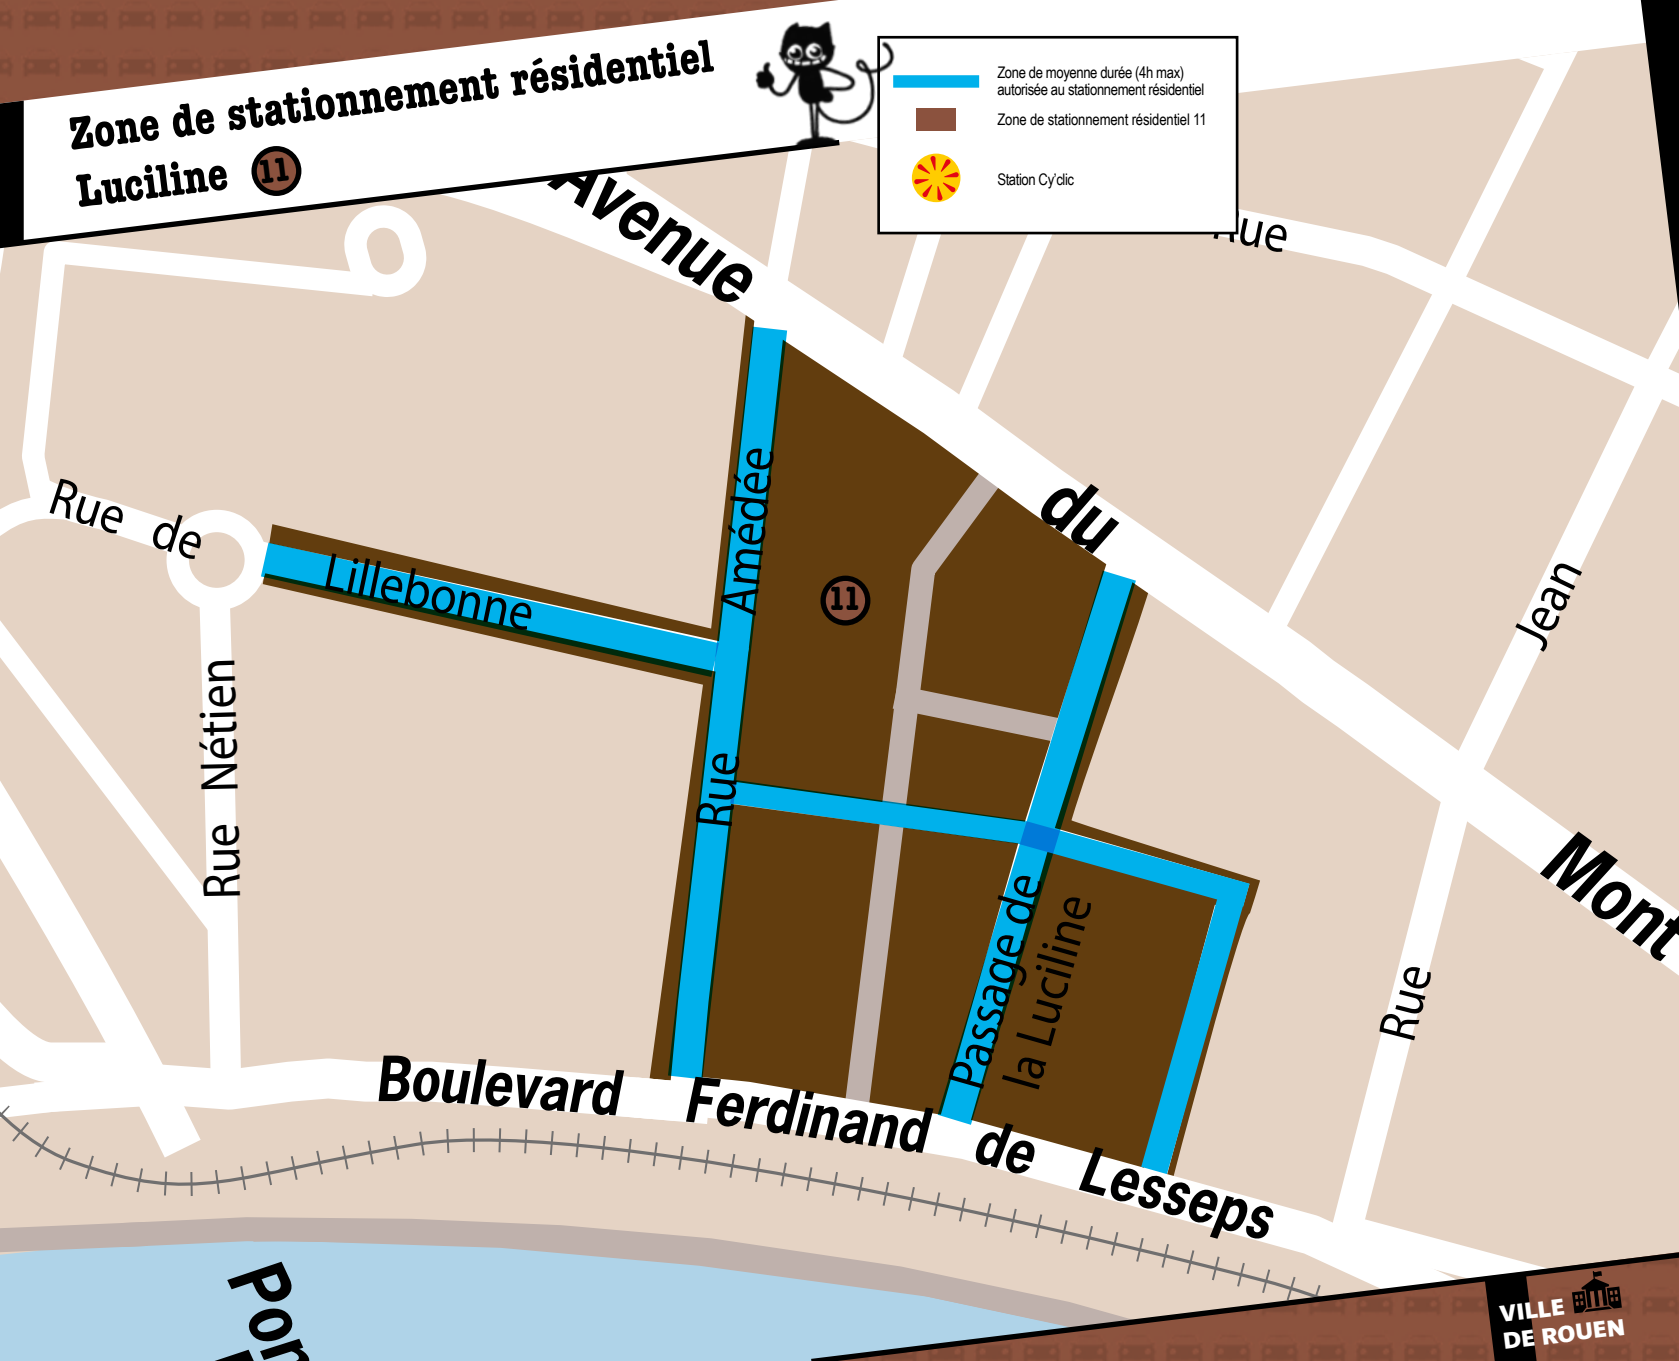 Zone de stationnement résidentiel
Luciline 11
Zone de moyenne durée (4h max)
autorisée au stationnement résidentiel
Zone de stationnement résidentiel 11
Station Cy'clic
Avenue
du
Mont
Rue
Jean
Rue
Rue de
Lillebonne
Amédée
Rue
11
Rue Nétien
Passage de
la Luciline
Boulevard Ferdinand de Lesseps
VILLE
DE ROUEN